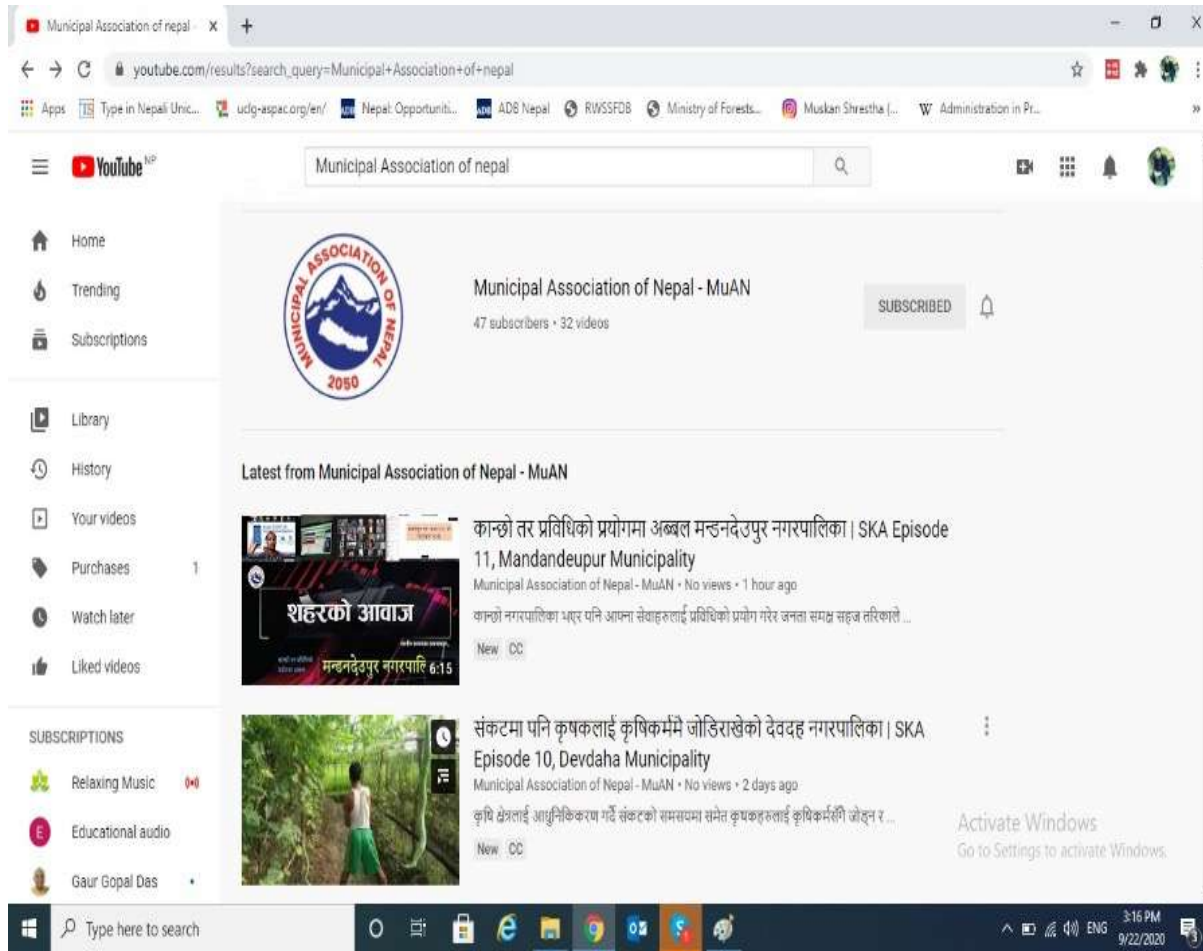 Municipal Association of nepal -
youtube.com/results?search_query=Municipal+Association+of+nepal
Apps Type in Nepali Unic... uclg-aspac.org/en/ Nepal: Opportuniti... ADB Nepal RWSSFDB Ministry of Forests... Muskan Shrestha (... Administration in Pr...
YouTube NP
Municipal Association of nepal
Home
Trending
Subscriptions
Library
History
Your videos
Purchases 1
Watch later
Liked videos
SUBSCRIPTIONS
Relaxing Music
Educational audio
Gaur Gopal Das
MUNICIPAL ASSOCIATION OF NEPAL
2050
Municipal Association of Nepal - MuAN
47 subscribers • 32 videos
SUBSCRIBED
Latest from Municipal Association of Nepal - MuAN
शहरको आवाज
मन्डनदेउपुर नगरपालि 6:15
कान्छो तर प्रविधिको प्रयोगमा अब्बल मन्डनदेउपुर नगरपालिका | SKA Episode
11, Mandandeupur Municipality
Municipal Association of Nepal - MuAN • No views • 1 hour ago
कान्छो नगरपालिका भएर पनि आफ्ना सेवाहरुलाई प्रविधिको प्रयोग गरेर जनता समक्ष सहज तरिकाले ...
New CC
संकटमा पनि कृषकलाई कृषिकर्ममै जोडिराखेको देवदह नगरपालिका | SKA
Episode 10, Devdaha Municipality
Municipal Association of Nepal - MuAN • No views • 2 days ago
कृषि क्षेत्रलाई आधुनिकिकरण गर्दै संकटको समसयमा समेत कृषकहरुलाई कृषिकर्मसँगै जोड्न र ...
New CC
Activate Windows
Go to Settings to activate Windows.
Type here to search
ENG
3:16 PM
9/22/2020